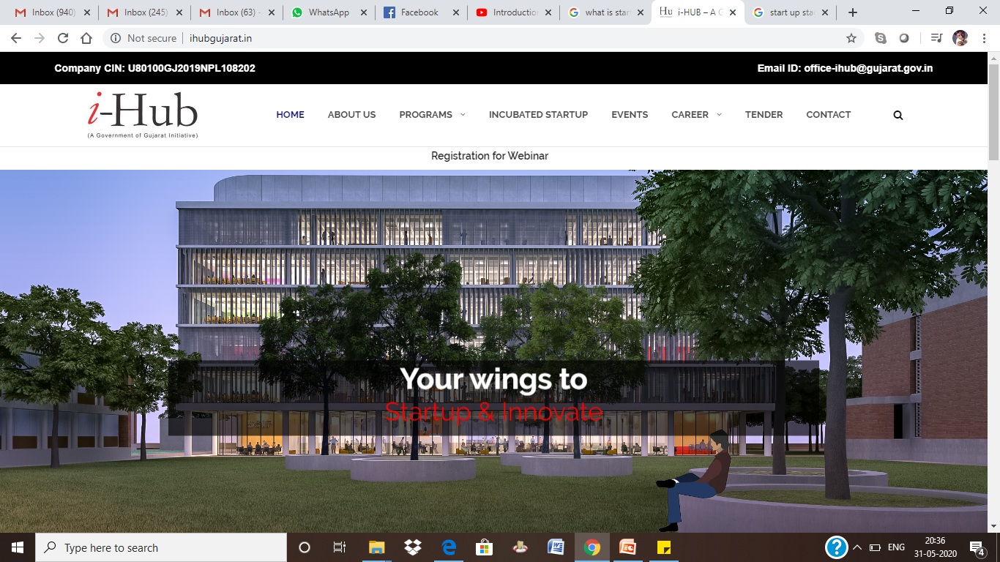 Inbox (940)
Inbox (245)
Inbox (63) -
WhatsApp
Facebook
Introduction
what is star
i-HUB – A G
start up sta
Not secure
ihubgujarat.in
Company CIN: U80100GJ2019NPL108202
Email ID: office-ihub@gujarat.gov.in
i-Hub
(A Government of Gujarat Initiative)
HOME
ABOUT US
PROGRAMS
INCUBATED STARTUP
EVENTS
CAREER
TENDER
CONTACT
Registration for Webinar
Your wings to
Startup & Innovate
Type here to search
ENG
20:36
31-05-2020
4